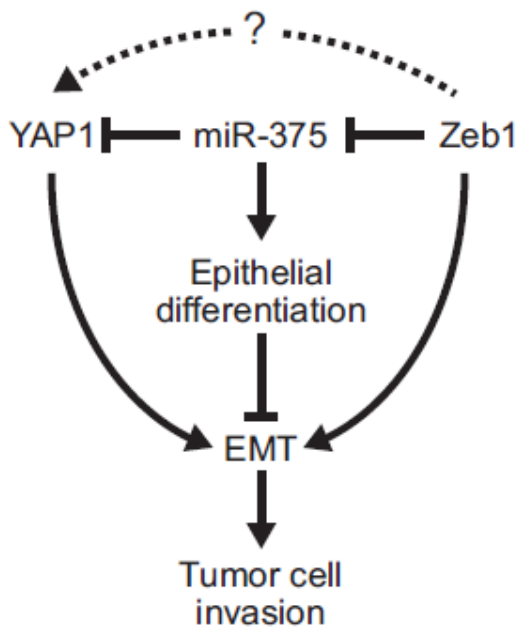 ?
YAP1 miR-375 Zeb1
Epithelial
differentiation
EMT
Tumor cell
invasion